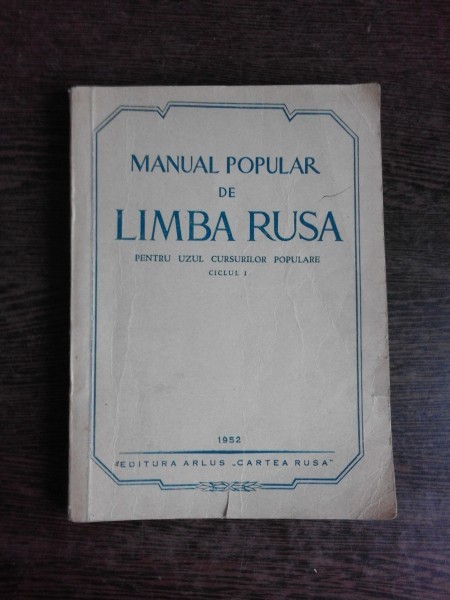 MANUAL POPULAR
DE
LIMBA RUSA
PENTRU UZUL CURSURILOR POPULARE
CICLUL I
1952
EDITURA ARLUS „CARTEA RUSA"